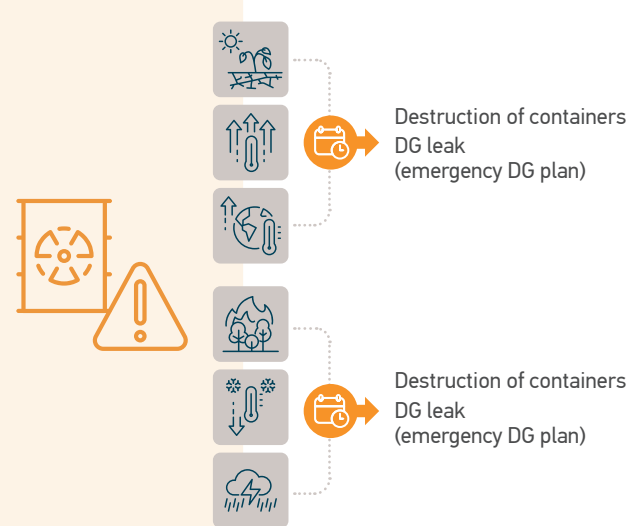 Destruction of containers
DG leak
(emergency DG plan)
Destruction of containers
DG leak
(emergency DG plan)